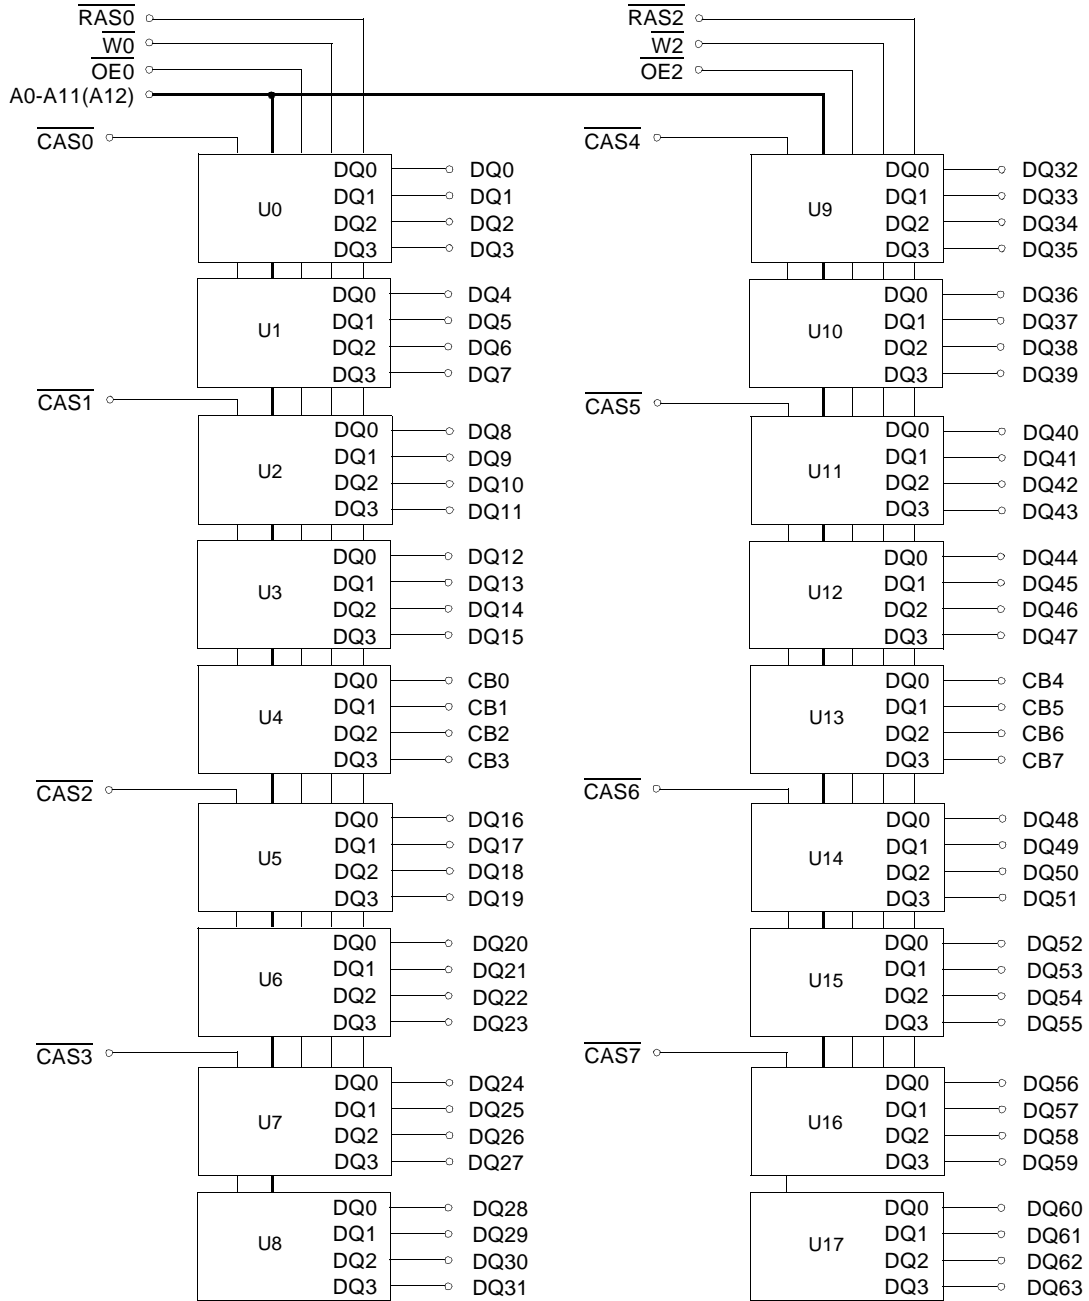 RAS0
W0
OE0
A0-A11(A12)
CAS0
U0
DQ0 DQ0
DQ1 DQ1
DQ2 DQ2
DQ3 DQ3
U1
DQ0 DQ4
DQ1 DQ5
DQ2 DQ6
DQ3 DQ7
CAS1
U2
DQ0 DQ8
DQ1 DQ9
DQ2 DQ10
DQ3 DQ11
U3
DQ0 DQ12
DQ1 DQ13
DQ2 DQ14
DQ3 DQ15
U4
DQ0 CB0
DQ1 CB1
DQ2 CB2
DQ3 CB3
CAS2
U5
DQ0 DQ16
DQ1 DQ17
DQ2 DQ18
DQ3 DQ19
U6
DQ0 DQ20
DQ1 DQ21
DQ2 DQ22
DQ3 DQ23
CAS3
U7
DQ0 DQ24
DQ1 DQ25
DQ2 DQ26
DQ3 DQ27
U8
DQ0 DQ28
DQ1 DQ29
DQ2 DQ30
DQ3 DQ31
RAS2
W2
OE2
CAS4
U9
DQ0 DQ32
DQ1 DQ33
DQ2 DQ34
DQ3 DQ35
U10
DQ0 DQ36
DQ1 DQ37
DQ2 DQ38
DQ3 DQ39
CAS5
U11
DQ0 DQ40
DQ1 DQ41
DQ2 DQ42
DQ3 DQ43
U12
DQ0 DQ44
DQ1 DQ45
DQ2 DQ46
DQ3 DQ47
U13
DQ0 CB4
DQ1 CB5
DQ2 CB6
DQ3 CB7
CAS6
U14
DQ0 DQ48
DQ1 DQ49
DQ2 DQ50
DQ3 DQ51
U15
DQ0 DQ52
DQ1 DQ53
DQ2 DQ54
DQ3 DQ55
CAS7
U16
DQ0 DQ56
DQ1 DQ57
DQ2 DQ58
DQ3 DQ59
U17
DQ0 DQ60
DQ1 DQ61
DQ2 DQ62
DQ3 DQ63